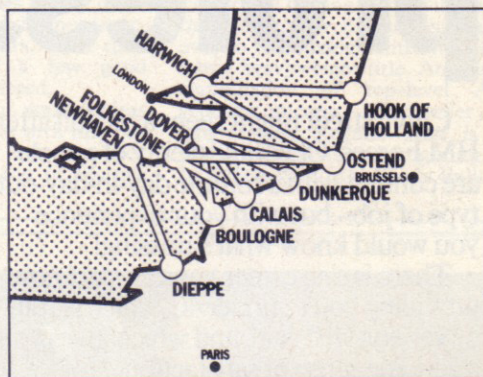 HARWICH
LONDON
HOOK OF
HOLLAND
FOLKESTONE
DOVER
NEWHAVEN
OSTEND
BRUSSELS
DUNKERQUE
CALAIS
BOULOGNE
DIEPPE
PARIS